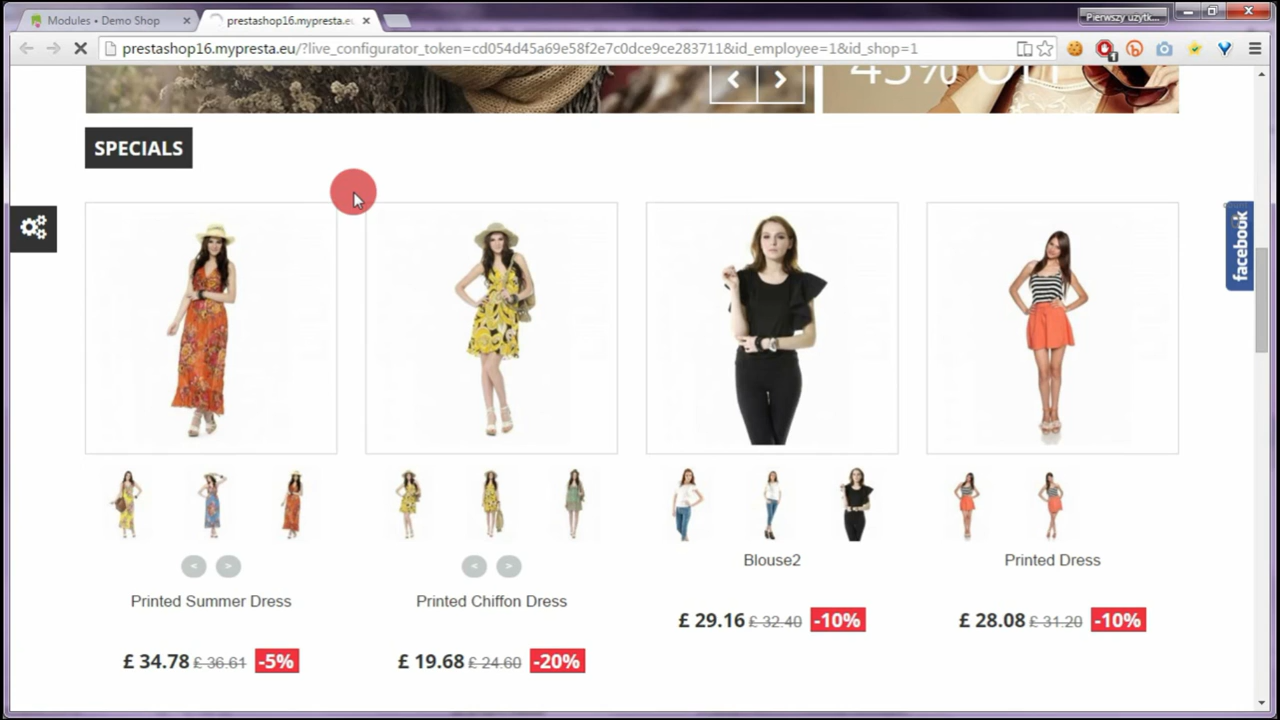 Modules • Demo Shop
prestashop16.mypresta.eu
Pierwszy użytk...
prestashop16.mypresta.eu/?live_configurator_token=cd054d45a69e58f2e7c0dce9ce283711&id_employee=1&id_shop=1
1
45% Off
SPECIALS
facebook
< > < >
Blouse2 Printed Dress
Printed Summer Dress Printed Chiffon Dress
£ 29.16 £ 32.40 -10% £ 28.08 £ 31.20 -10%
£ 34.78 £ 36.61 -5% £ 19.68 £ 24.60 -20%